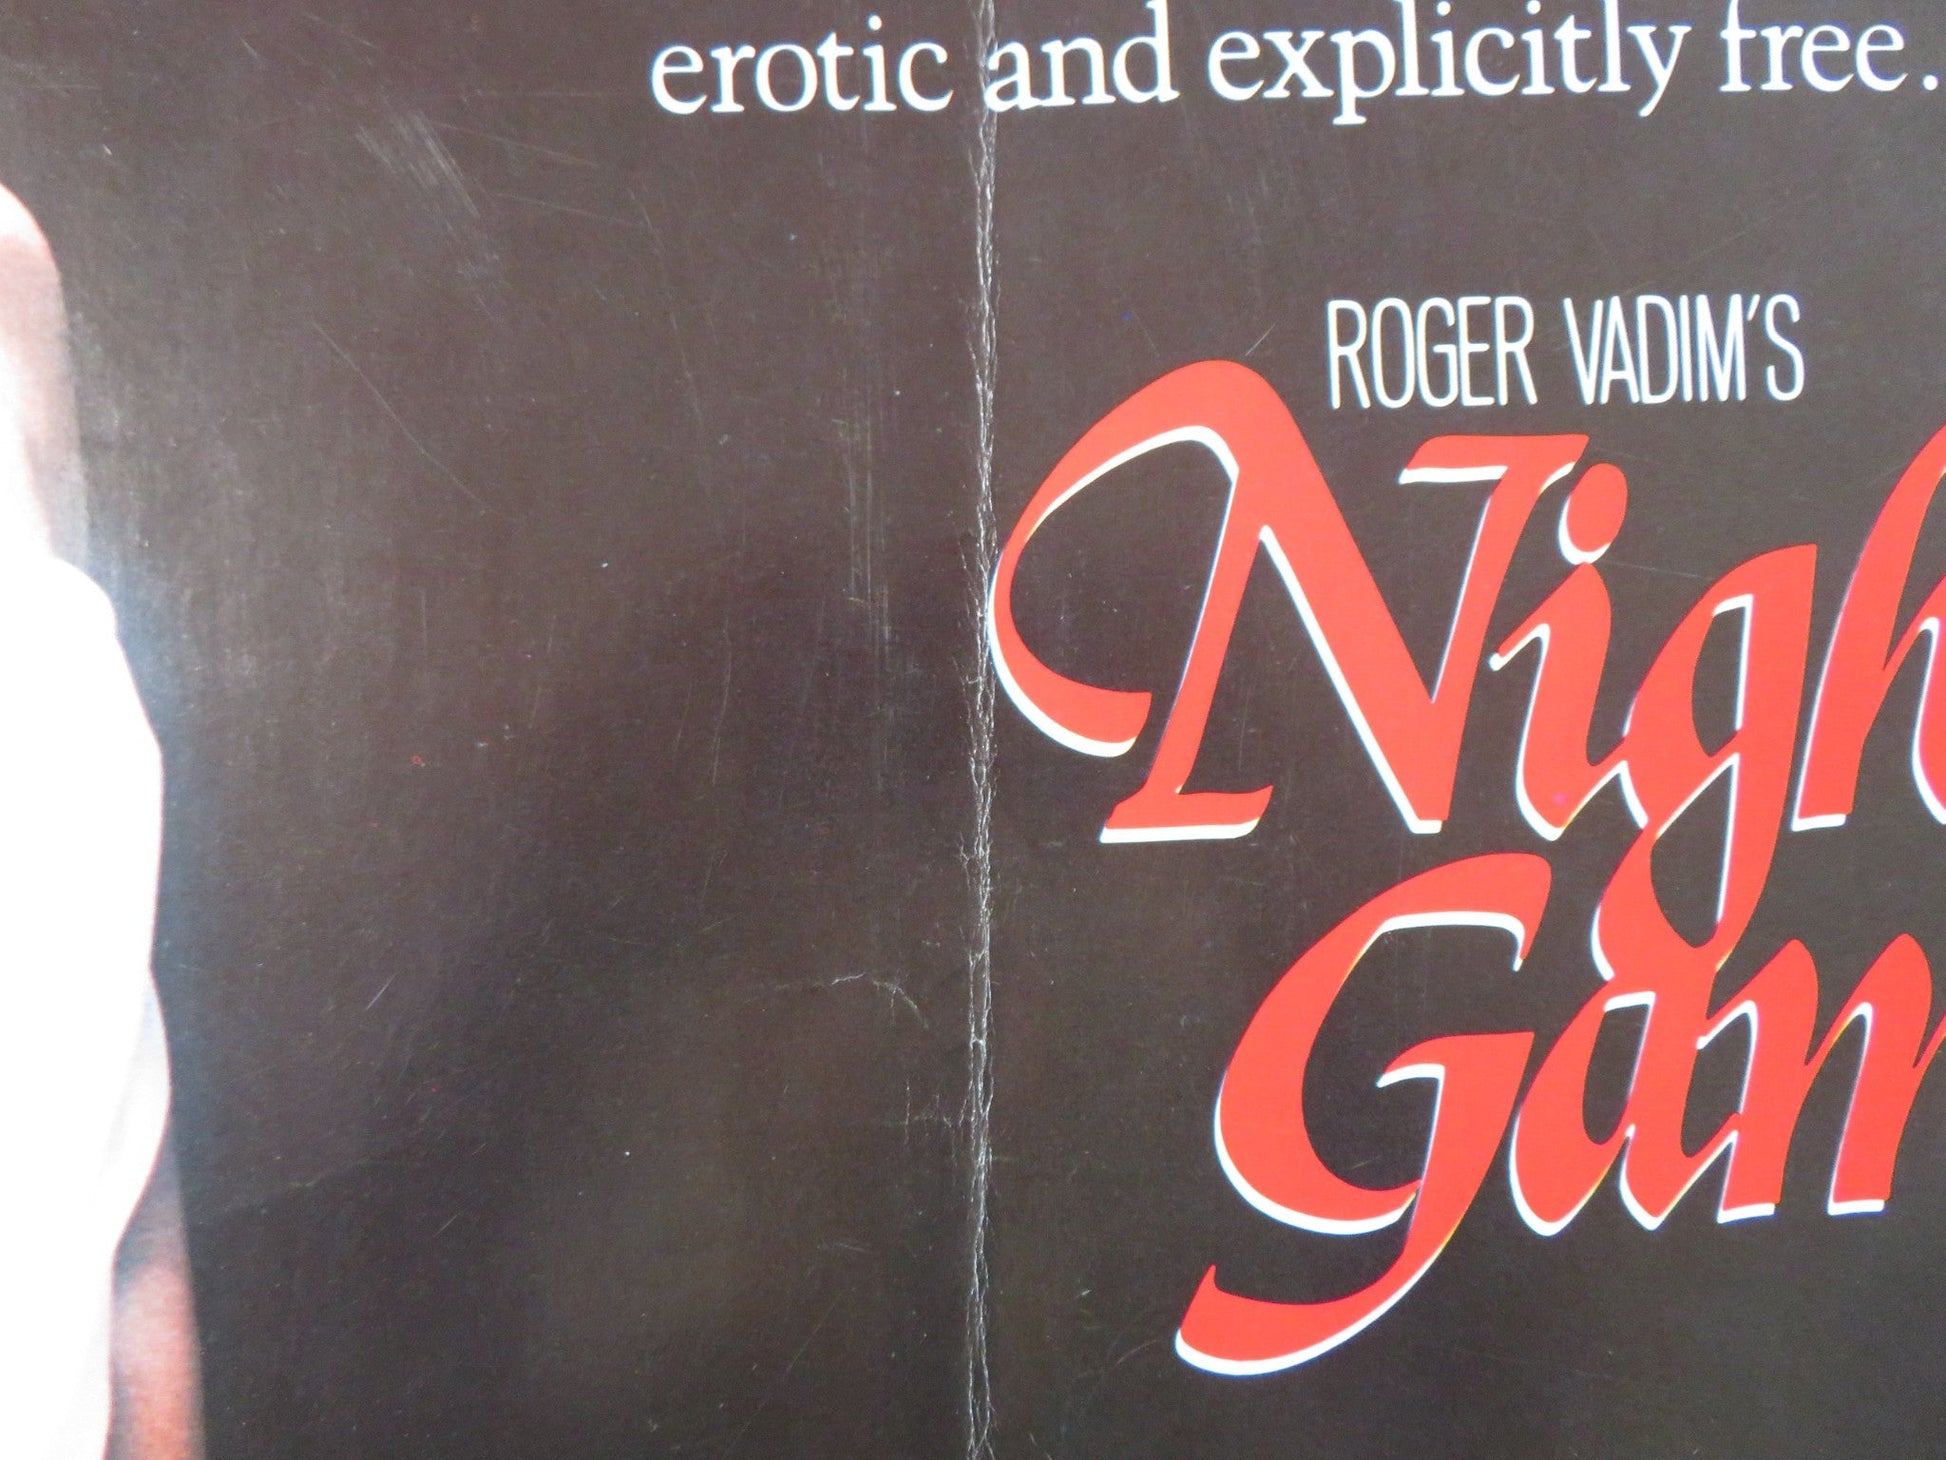 erotic and explicitly free.
ROGER VADIM'S
Nigh
Gam